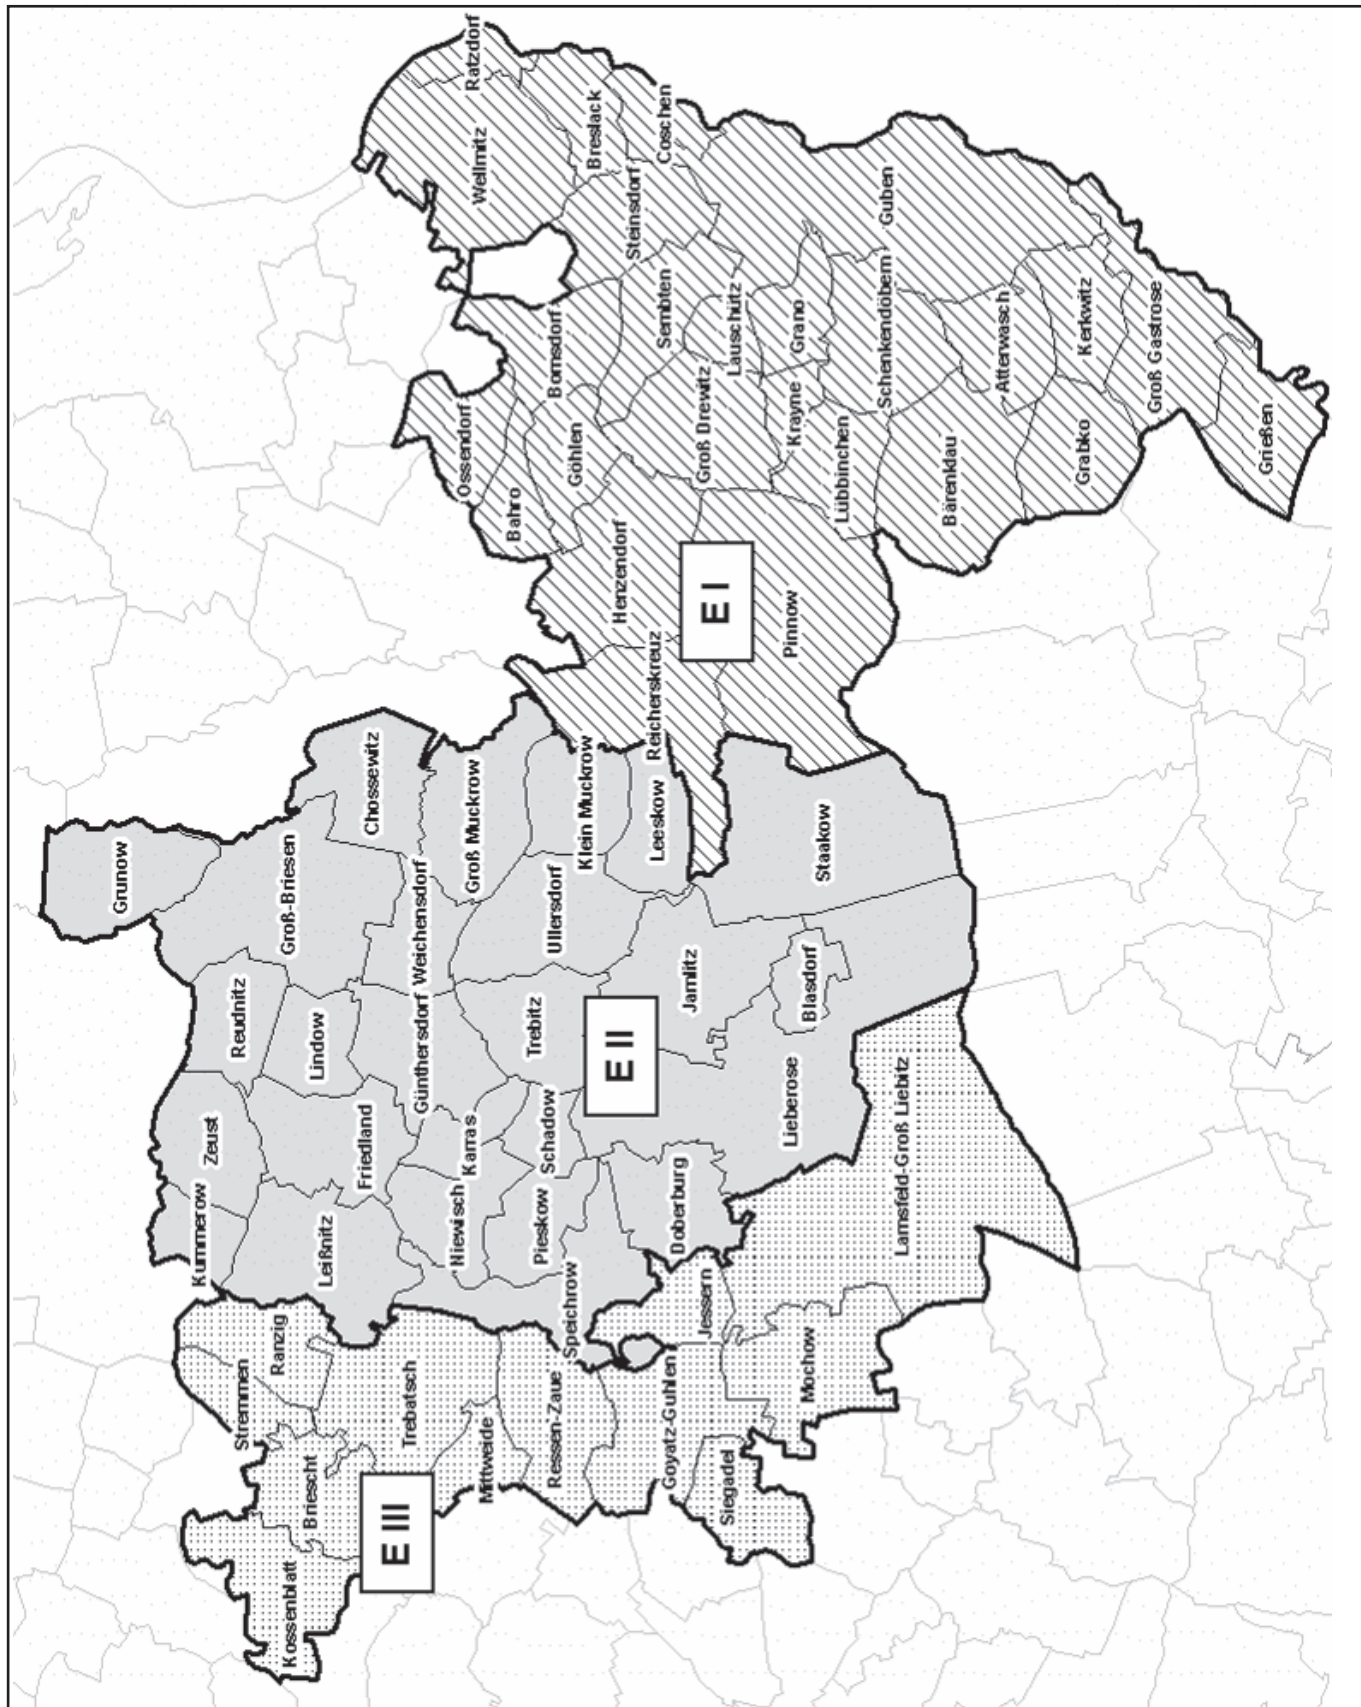 Grunow
Groß-Briesen
Chossewitz
Reudnitz
Lindow
Weichensdorf
Groß Muckrow
Zeust
Kummerow
Friedland
Günthersdorf
Leißnitz
Ullersdorf
Klein Muckrow
Trebitz
Karras
Niewisch
Schadow
Pieskow
Speichrow
Leeskow
E II
Jamlitz
Staakow
Blasdorf
Lieberose
Doberburg
Ratzdorf
Wellmitz
Breslack
Coschen
Steinsdorf
Bomsdorf
Ossendorf
Bahro
Göhlen
Sembten
Lauschütz
Groß Drewitz
Henzendorf
Reicherskreuz
E I
Pinnow
Grano
Krayne
Lübbinchen
Schenkendöbern
Guben
Bärenklau
Atterwasch
Kerkwitz
Grabko
Groß Gastrose
Grießen
Stremmen
Ranzig
Briescht
Kossenblatt
E III
Trebatsch
Mittweide
Ressen-Zaue
Goyatz-Guhlen
Siegadel
Jessern
Mochow
Lamsfeld-Groß Liebitz